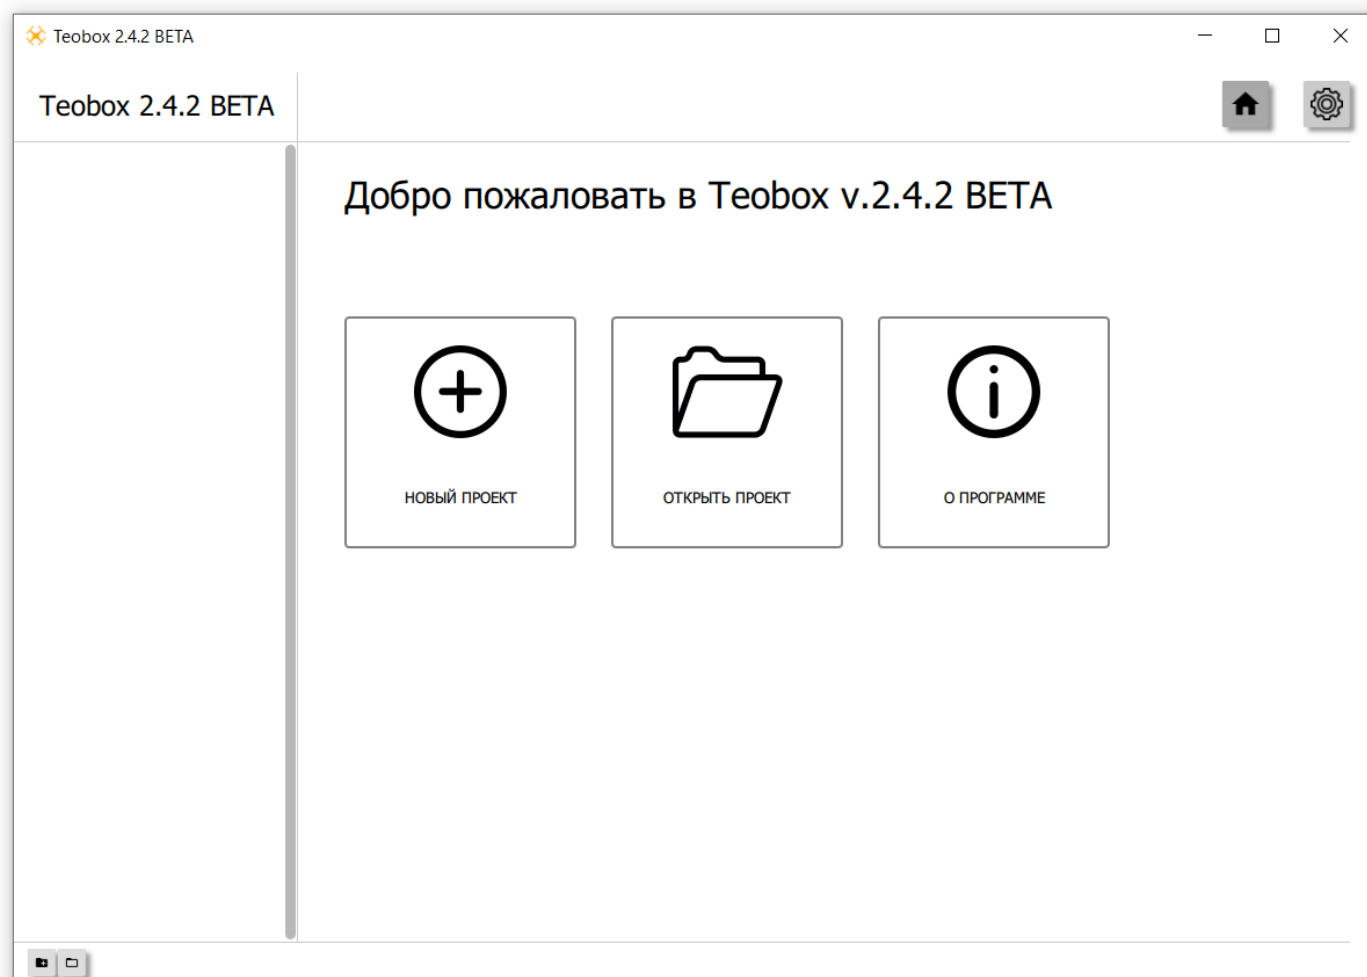 Teobox 2.4.2 BETA
Teobox 2.4.2 BETA
Добро пожаловать в Teobox v.2.4.2 BETA
НОВЫЙ ПРОЕКТ
ОТКРЫТЬ ПРОЕКТ
О ПРОГРАММЕ